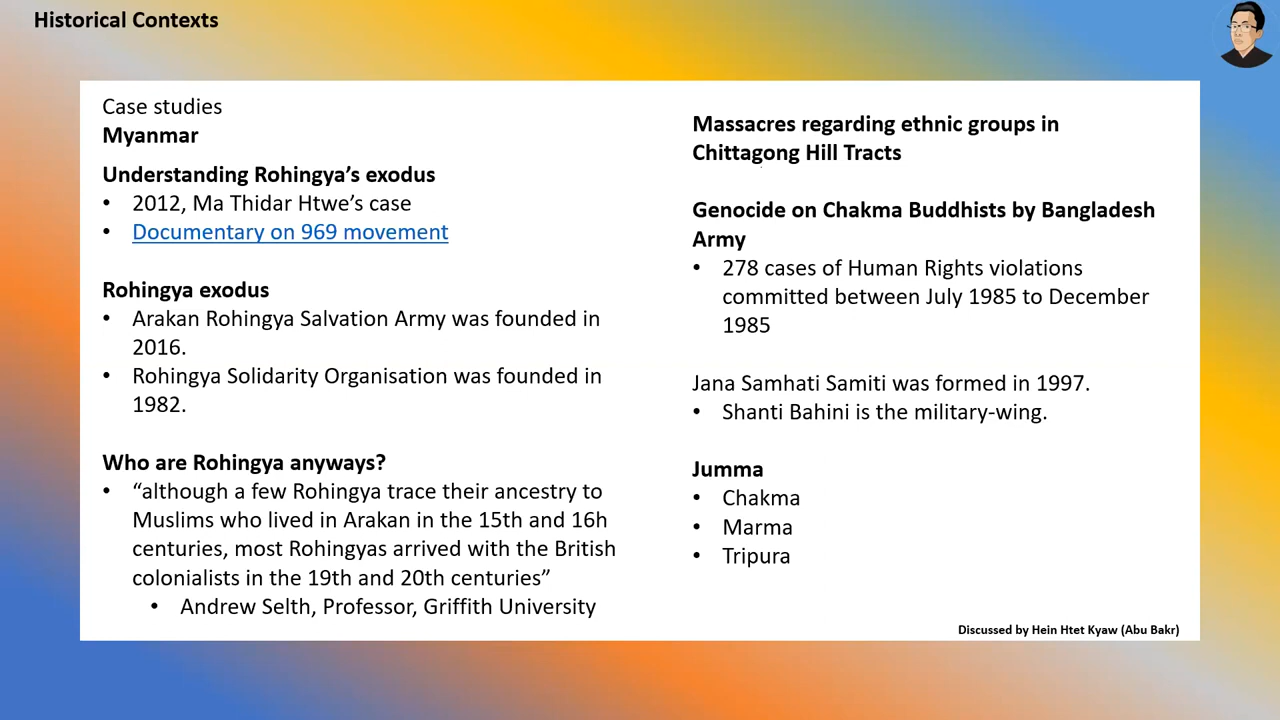 Historical Contexts
Case studies
Myanmar
Understanding Rohingya’s exodus
• 2012, Ma Thidar Htwe’s case
• Documentary on 969 movement
Rohingya exodus
• Arakan Rohingya Salvation Army was founded in
2016.
• Rohingya Solidarity Organisation was founded in
1982.
Who are Rohingya anyways?
• “although a few Rohingya trace their ancestry to
Muslims who lived in Arakan in the 15th and 16h
centuries, most Rohingyas arrived with the British
colonialists in the 19th and 20th centuries”
• Andrew Selth, Professor, Griffith University
Massacres regarding ethnic groups in
Chittagong Hill Tracts
Genocide on Chakma Buddhists by Bangladesh
Army
• 278 cases of Human Rights violations
committed between July 1985 to December
1985
Jana Samhati Samiti was formed in 1997.
• Shanti Bahini is the military-wing.
Jumma
• Chakma
• Marma
• Tripura
Discussed by Hein Htet Kyaw (Abu Bakr)